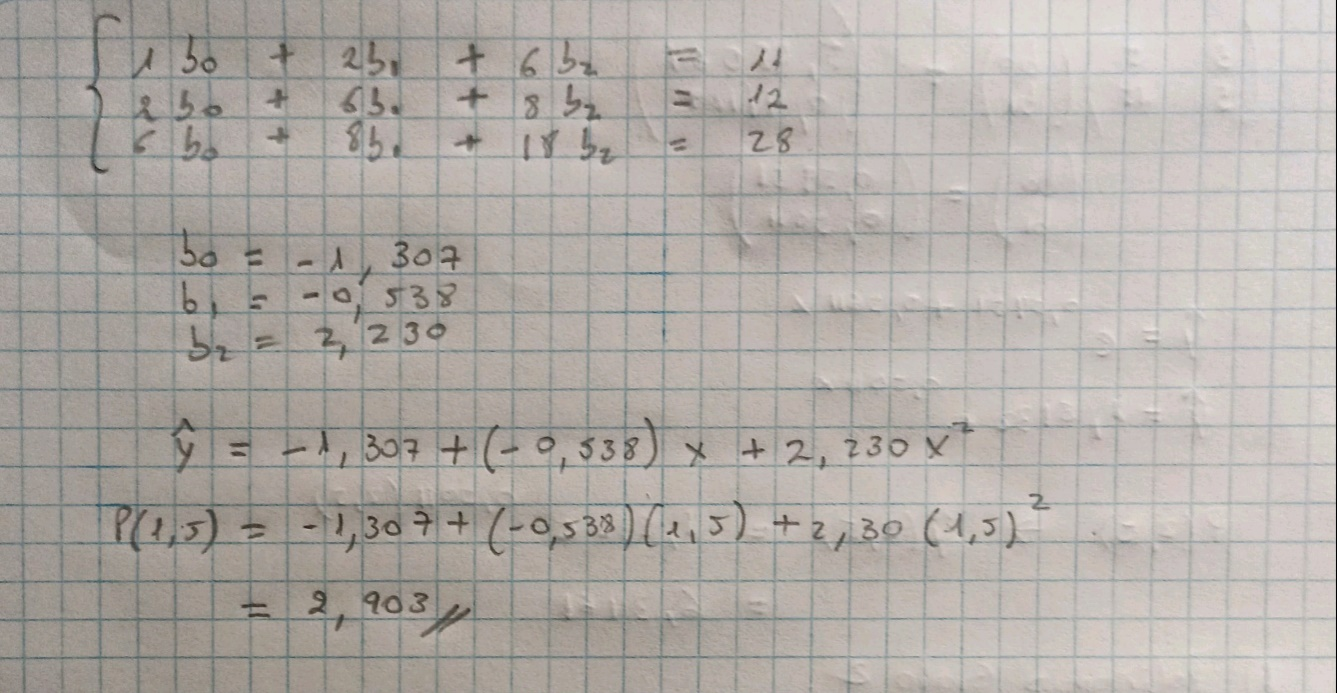 1 b₀ + 2b₁ + 6 b₂ = 11
2 b₀ + 6b₁ + 8 b₂ = 12
6 b₀ + 8b₁ + 18 b₂ = 28
b₀ = -1,307
b₁ = -0,538
b₂ = 2,230
ŷ = -1,307 + (-0,538) x + 2,230 x²
P(1,5) = -1,307 + (-0,538)(1,5) + 2,30 (1,5)²
= 2,903